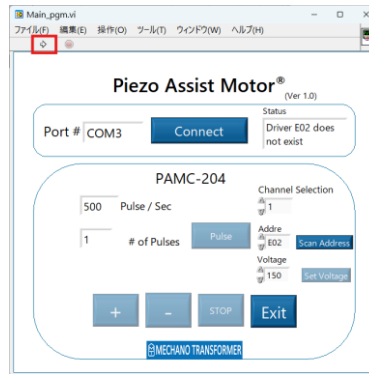 Main_pgm.vi
ファイル(F) 編集(E) 操作(O) ツール(T) ウィンドウ(W) ヘルプ(H)
Piezo Assist Motor®
(Ver 1.0)
Status
Port # COM3 Connect Driver E02 does
not exist
PAMC-204
Channel Selection
500 Pulse / Sec 1
Addre
1 # of Pulses Pulse E02 Scan Address
Voltage
150 Set Voltage
+ - STOP Exit
MECHANO TRANSFORMER